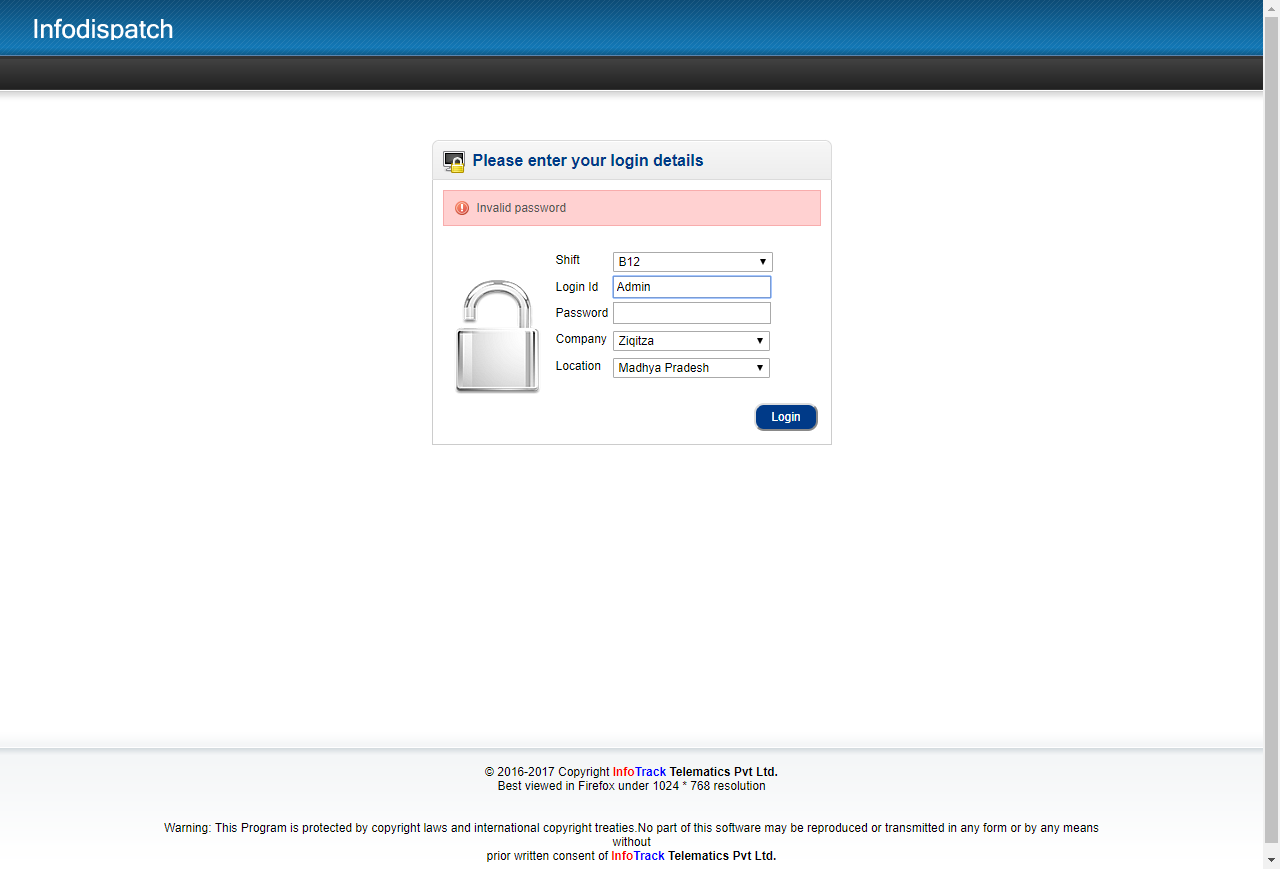 Infodispatch
Please enter your login details
Invalid password
Shift B12
Login Id Admin
Password
Company Ziqitza
Location Madhya Pradesh
Login
© 2016-2017 Copyright InfoTrack Telematics Pvt Ltd.
Best viewed in Firefox under 1024 * 768 resolution
Warning: This Program is protected by copyright laws and international copyright treaties.No part of this software may be reproduced or transmitted in any form or by any means
without
prior written consent of InfoTrack Telematics Pvt Ltd.